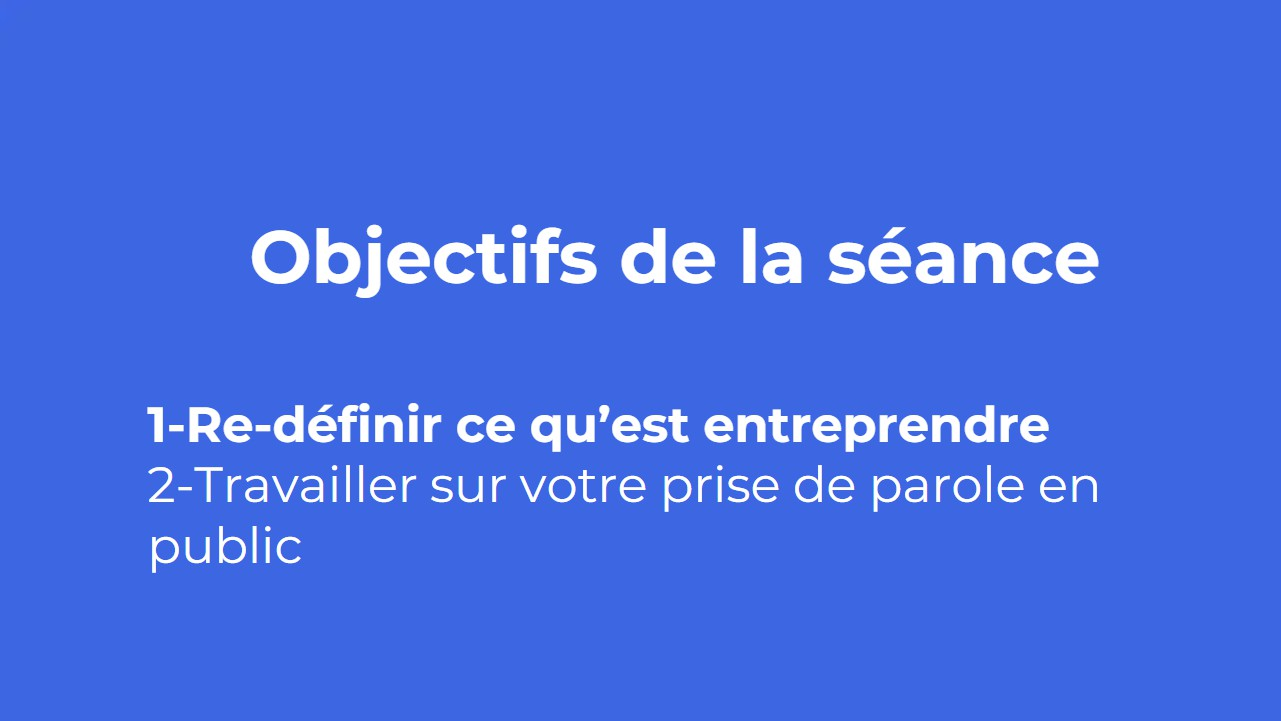 Objectifs de la séance
1-Re-définir ce qu’est entreprendre
2-Travailler sur votre prise de parole en
public